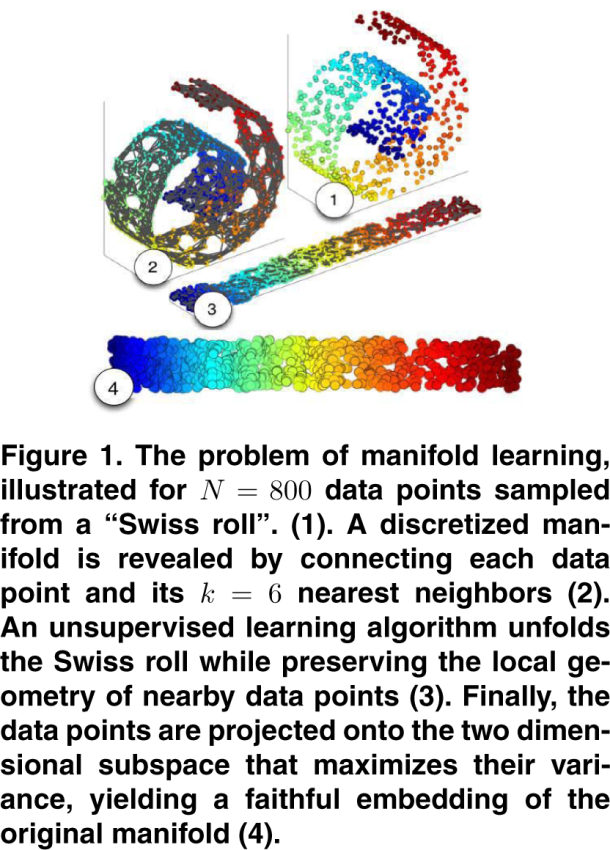 1
2
3
4
Figure 1. The problem of manifold learning,
illustrated for N = 800 data points sampled
from a “Swiss roll”. (1). A discretized man-
ifold is revealed by connecting each data
point and its k = 6 nearest neighbors (2).
An unsupervised learning algorithm unfolds
the Swiss roll while preserving the local ge-
ometry of nearby data points (3). Finally, the
data points are projected onto the two dimen-
sional subspace that maximizes their vari-
ance, yielding a faithful embedding of the
original manifold (4).